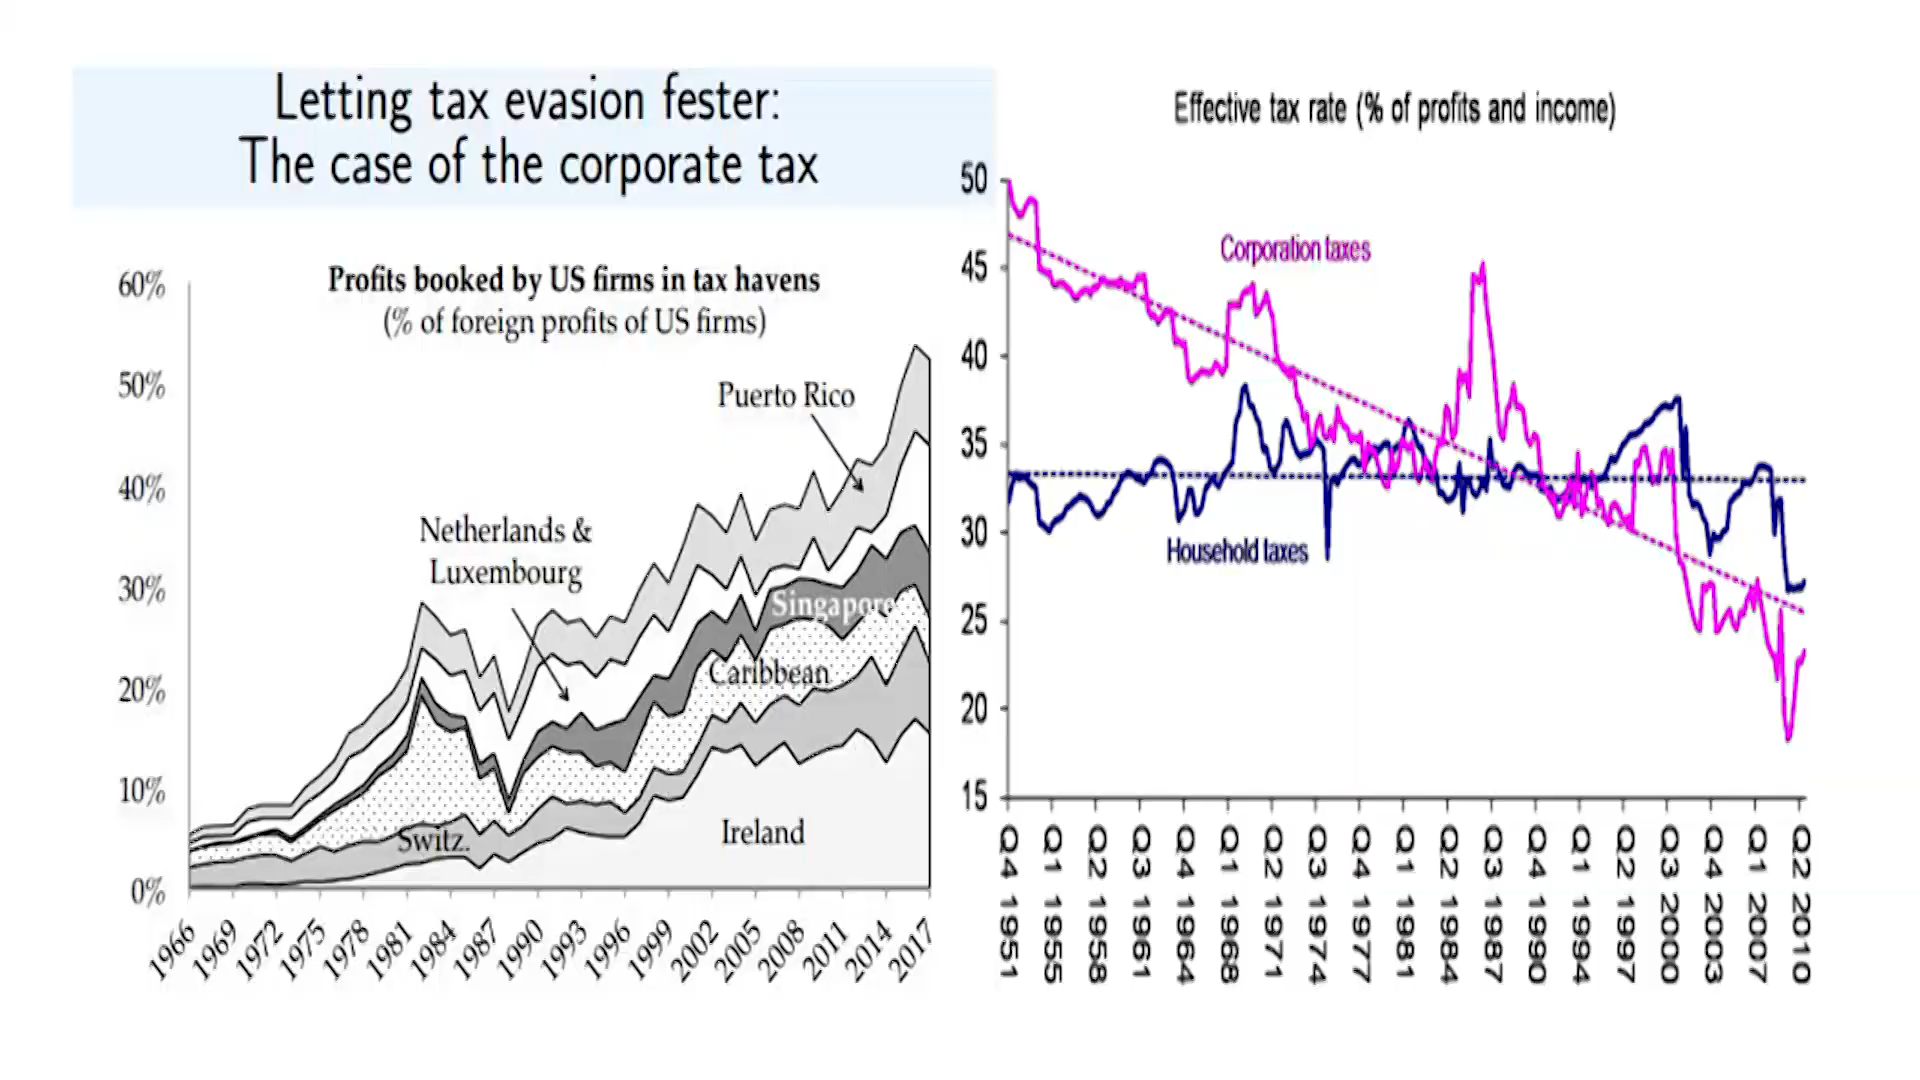 Letting tax evasion fester:
The case of the corporate tax
Profits booked by US firms in tax havens
(% of foreign profits of US firms)
60%
50%
40%
30%
20%
10%
0%
Puerto Rico
Netherlands &
Luxembourg
Singapore
Caribbean
Switz.
Ireland
1966
1969
1972
1975
1978
1981
1984
1987
1990
1993
1996
1999
2002
2005
2008
2011
2014
2017
Effective tax rate (% of profits and income)
50
45
40
35
30
25
20
15
Corporation taxes
Household taxes
Q4 1951
Q1 1955
Q2 1958
Q3 1961
Q4 1964
Q1 1968
Q2 1971
Q3 1974
Q4 1977
Q1 1981
Q2 1984
Q3 1987
Q4 1990
Q1 1994
Q2 1997
Q3 2000
Q4 2003
Q1 2007
Q2 2010